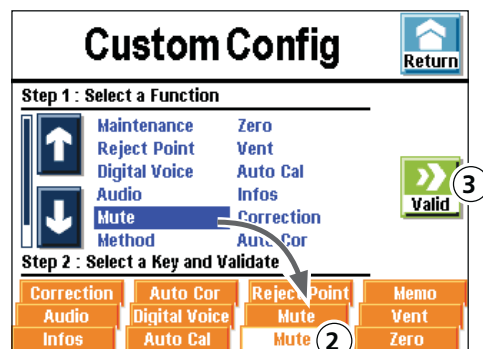 Custom Config
Return
Step 1 : Select a Function
Maintenance Zero
Reject Point Vent
Digital Voice Auto Cal
Audio Infos
Mute Correction
Method Auto Cor
Valid
3
Step 2 : Select a Key and Validate
Correction Auto Cor Reject Point Memo
Audio Digital Voice Mute Vent
Infos Auto Cal Mute 2 Zero